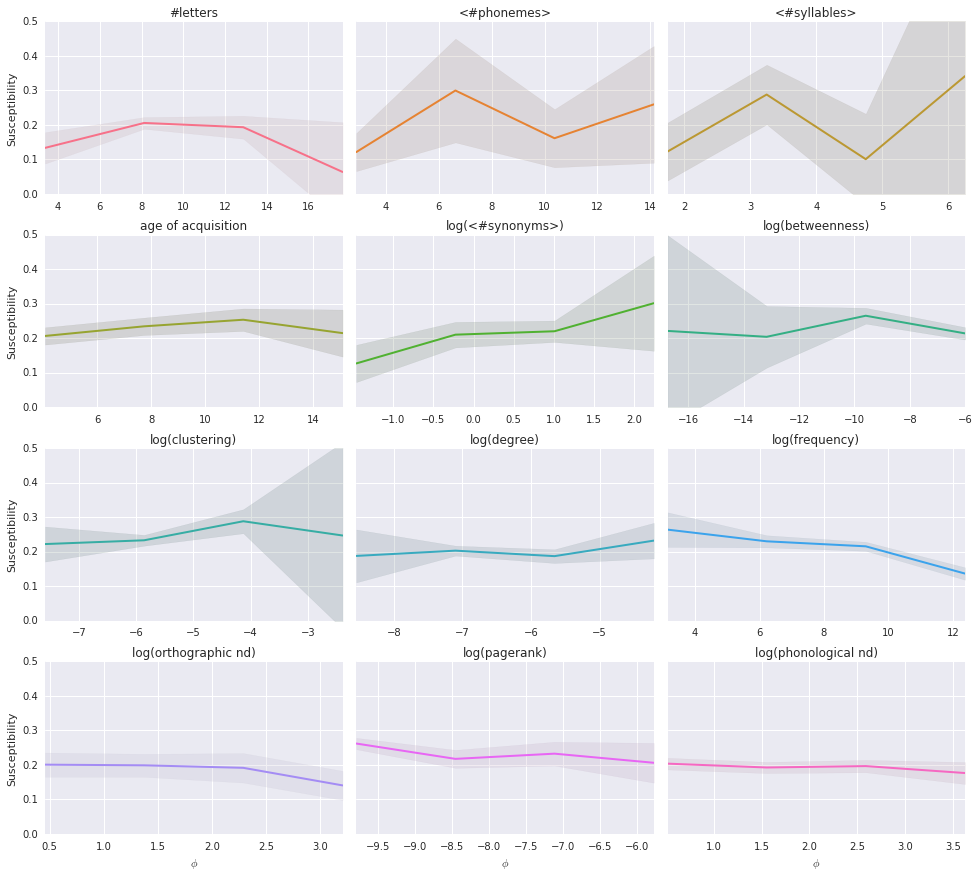 #letters <#phonemes> <#syllables>
0.5
0.4
0.3
0.2
0.1
0.0
Susceptibility
4 6 8 10 12 14 16 4 6 8 10 12 14 2 3 4 5 6
age of acquisition log(<#synonyms>) log(betweenness)
0.5
0.4
0.3
0.2
0.1
0.0
Susceptibility
6 8 10 12 14 −1.0 −0.5 0.0 0.5 1.0 1.5 2.0 −16 −14 −12 −10 −8 −6
log(clustering) log(degree) log(frequency)
0.5
0.4
0.3
0.2
0.1
0.0
Susceptibility
−7 −6 −5 −4 −3 −8 −7 −6 −5 4 6 8 10 12
log(orthographic nd) log(pagerank) log(phonological nd)
0.5
0.4
0.3
0.2
0.1
0.0
Susceptibility
0.5 1.0 1.5 2.0 2.5 3.0 −9.5 −9.0 −8.5 −8.0 −7.5 −7.0 −6.5 −6.0 1.0 1.5 2.0 2.5 3.0 3.5
ϕ ϕ ϕ